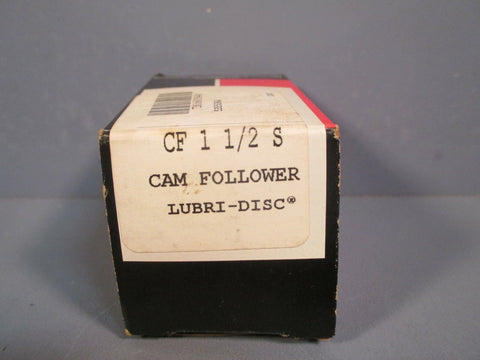 CF 1 1/2 S
CAM FOLLOWER
LUBRI-DISC®